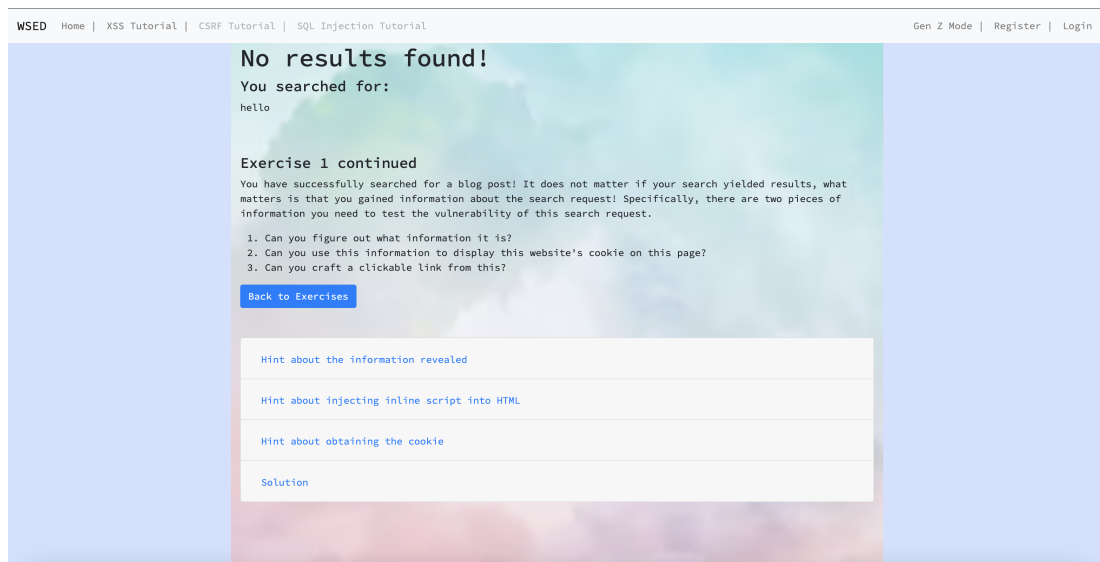 WSED Home | XSS Tutorial | CSRF Tutorial | SQL Injection Tutorial Gen Z Mode | Register | Login
No results found!
You searched for:
hello
Exercise 1 continued
You have successfully searched for a blog post! It does not matter if your search yielded results, what
matters is that you gained information about the search request! Specifically, there are two pieces of
information you need to test the vulnerability of this search request.
1. Can you figure out what information it is?
2. Can you use this information to display this website's cookie on this page?
3. Can you craft a clickable link from this?
Back to Exercises
Hint about the information revealed
Hint about injecting inline script into HTML
Hint about obtaining the cookie
Solution